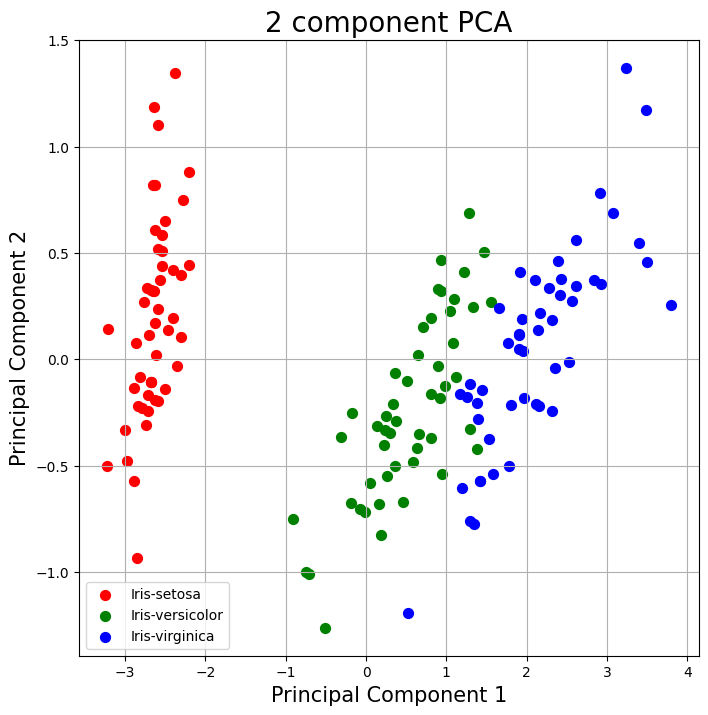 2 component PCA
1.5
1.0
0.5
0.0
−0.5
−1.0
Principal Component 2
Iris-setosa
Iris-versicolor
Iris-virginica
−3
−2
−1
0
1
2
3
4
Principal Component 1